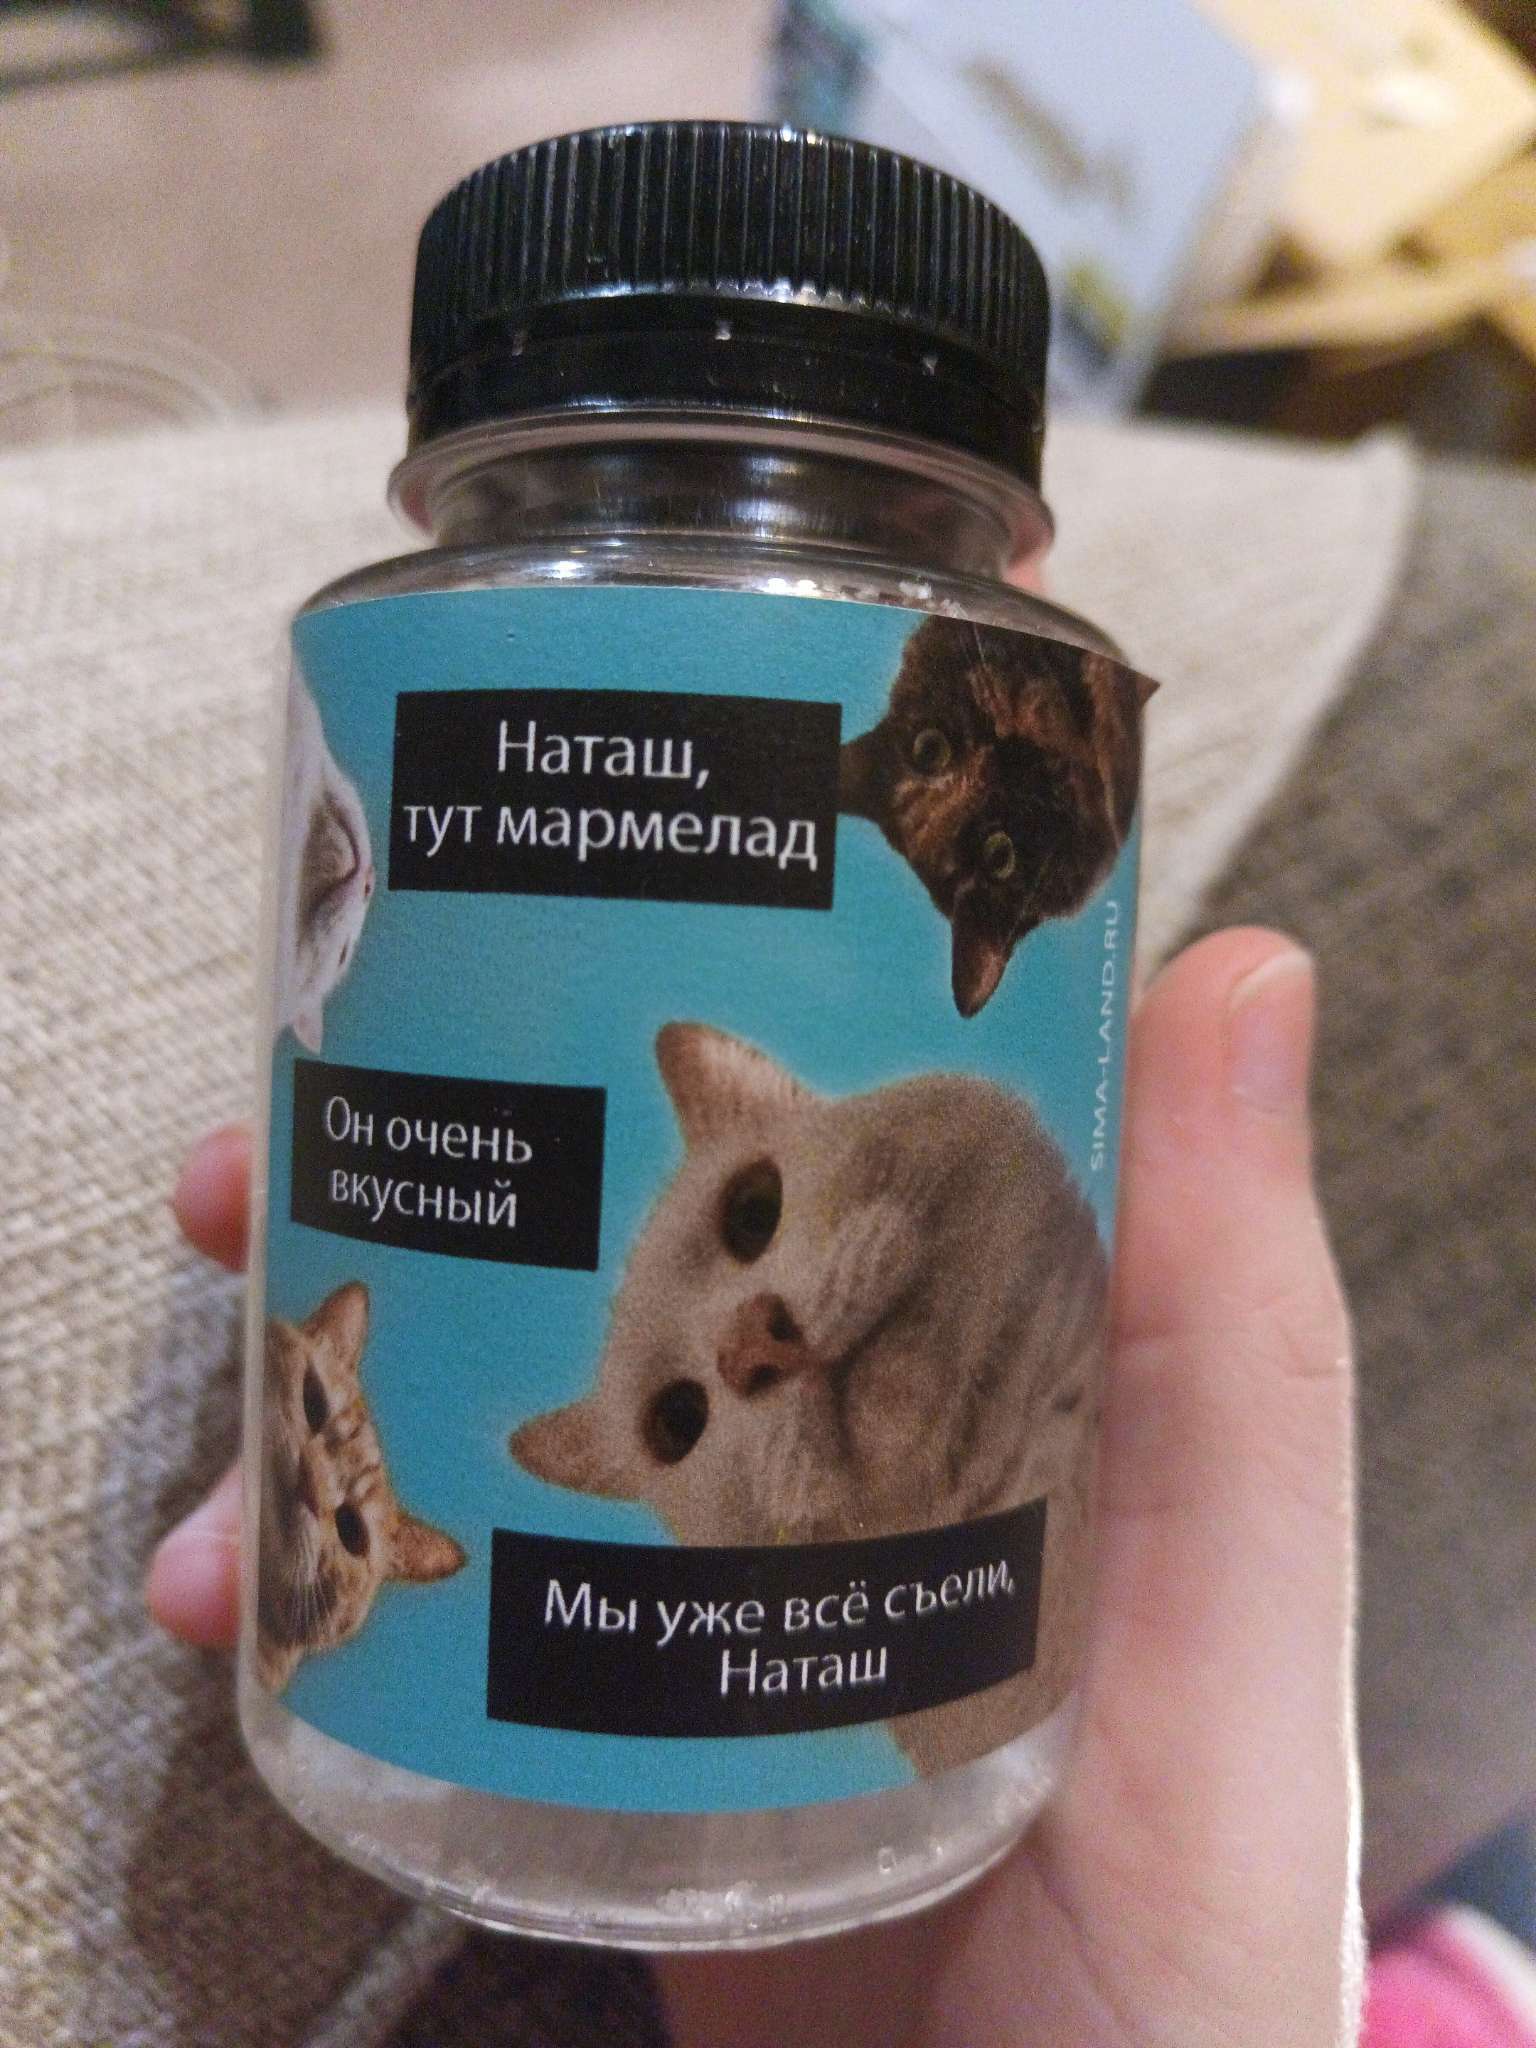 Наташ,
тут мармелад
SIMA-LAND.RU
Он очень
вкусный
Мы уже всё съели,
Наташ